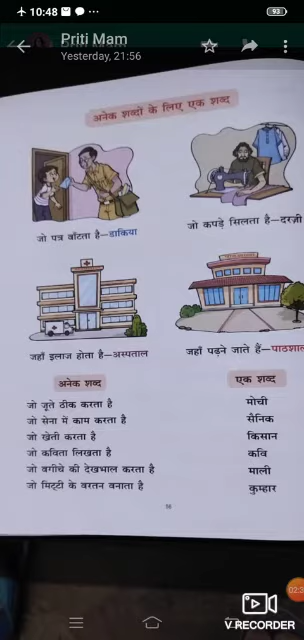 10:48
93
Priti Mam
Yesterday, 21:56
अनेक शब्दों के लिए एक शब्द
जो पत्र बाँटता है—डाकिया
जो कपड़े सिलता है—दरज़ी
जहाँ इलाज होता है—अस्पताल
जहाँ पढ़ने जाते हैं—
अनेक शब्द
एक शब्द
जो जूते ठीक करता है
मोची
जो सेना में काम करता है
सैनिक
जो खेती करता है
किसान
जो कविता लिखता है
कवि
जो बगीचे की देखभाल करता है
माली
जो मिट्टी के बरतन बनाता है
कुम्हार
56
V RECORDER